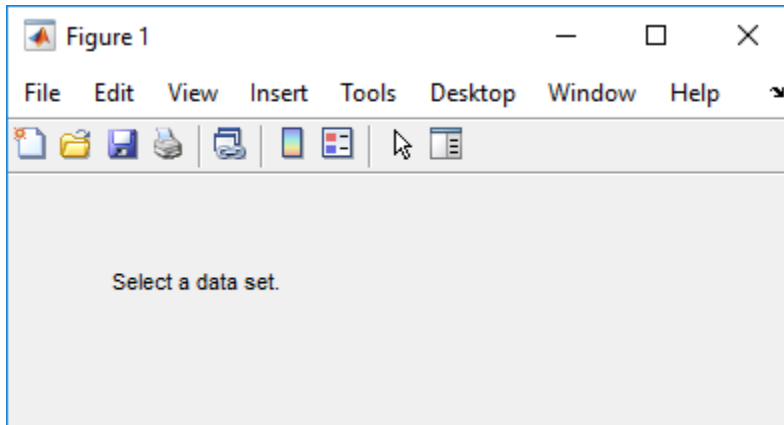 Figure 1
File Edit View Insert Tools Desktop Window Help
Select a data set.